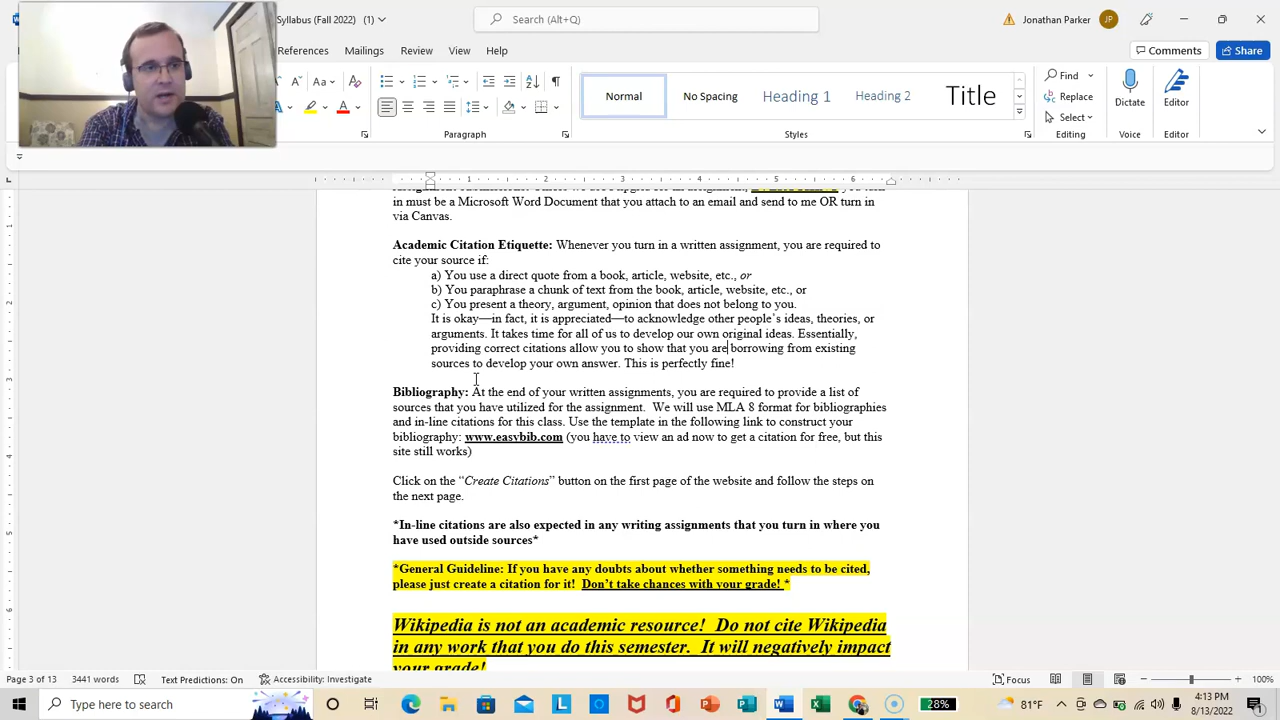 Syllabus (Fall 2022) (1)
Search (Alt+Q)
Jonathan Parker
JP
References
Mailings
Review
View
Help
Comments
Share
Aa
Normal
No Spacing
Heading 1
Heading 2
Title
Find
Replace
Select
Dictate
Editor
Paragraph
Styles
Editing
Voice
Editor
1 2 3 4 5 6
in must be a Microsoft Word Document that you attach to an email and send to me OR turn in
via Canvas.
Academic Citation Etiquette: Whenever you turn in a written assignment, you are required to
cite your source if:
a) You use a direct quote from a book, article, website, etc., or
b) You paraphrase a chunk of text from the book, article, website, etc., or
c) You present a theory, argument, opinion that does not belong to you.
It is okay—in fact, it is appreciated—to acknowledge other people's ideas, theories, or
arguments. It takes time for all of us to develop our own original ideas. Essentially,
providing correct citations allow you to show that you are borrowing from existing
sources to develop your own answer. This is perfectly fine!
Bibliography: At the end of your written assignments, you are required to provide a list of
sources that you have utilized for the assignment. We will use MLA 8 format for bibliographies
and in-line citations for this class. Use the template in the following link to construct your
bibliography: www.easybib.com (you have to view an ad now to get a citation for free, but this
site still works)
Click on the "Create Citations" button on the first page of the website and follow the steps on
the next page.
*In-line citations are also expected in any writing assignments that you turn in where you
have used outside sources*
*General Guideline: If you have any doubts about whether something needs to be cited,
please just create a citation for it! Don't take chances with your grade! *
Wikipedia is not an academic resource! Do not cite Wikipedia
in any work that you do this semester. It will negatively impact
your grade!
Page 3 of 13
3441 words
Text Predictions: On
Accessibility: Investigate
Focus
100%
Type here to search
28%
81°F
4:13 PM
8/13/2022